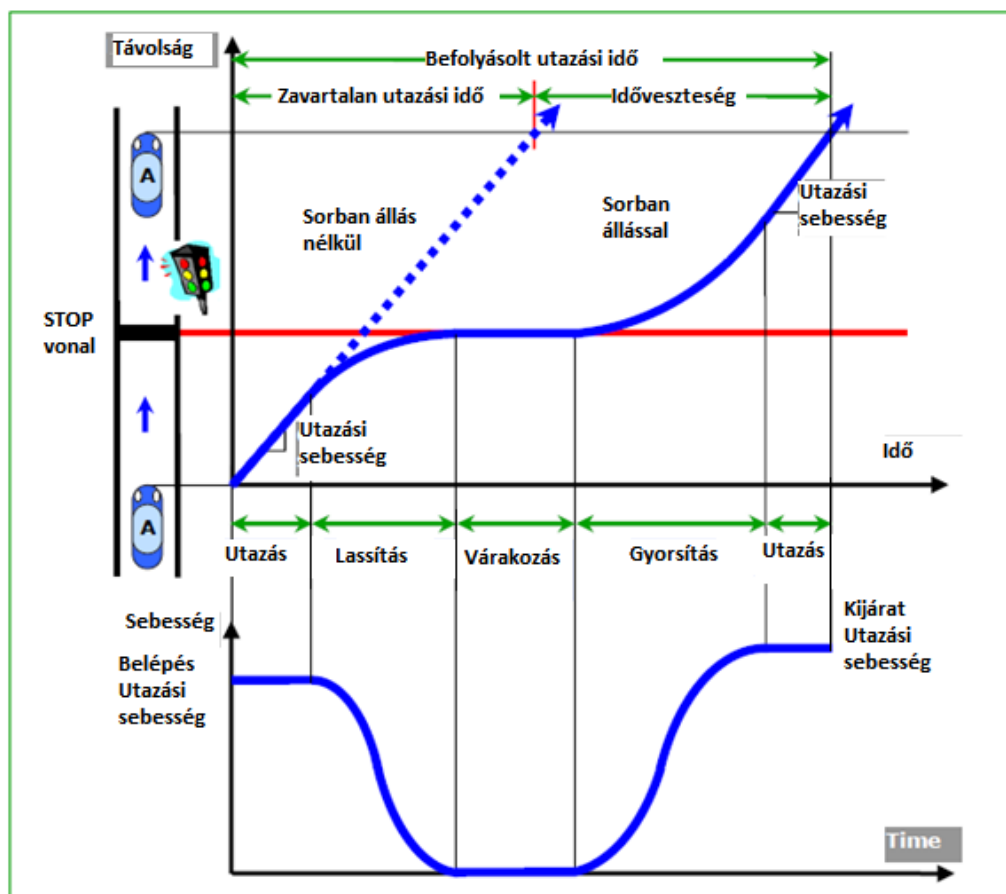 Távolság
Befolyásolt utazási idő
Zavartalan utazási idő
Időveszteség
A
Sorban állás
nélkül
Sorban
állással
Utazási
sebesség
STOP
vonal
Utazási
sebesség
Idő
A
Utazás
Lassítás
Várakozás
Gyorsítás
Utazás
Sebesség
Belépés
Utazási
sebesség
Kijárat
Utazási
sebesség
Time